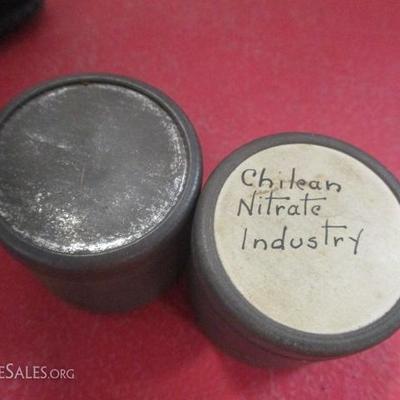 Chilean
Nitrate
Industry
eSales.org